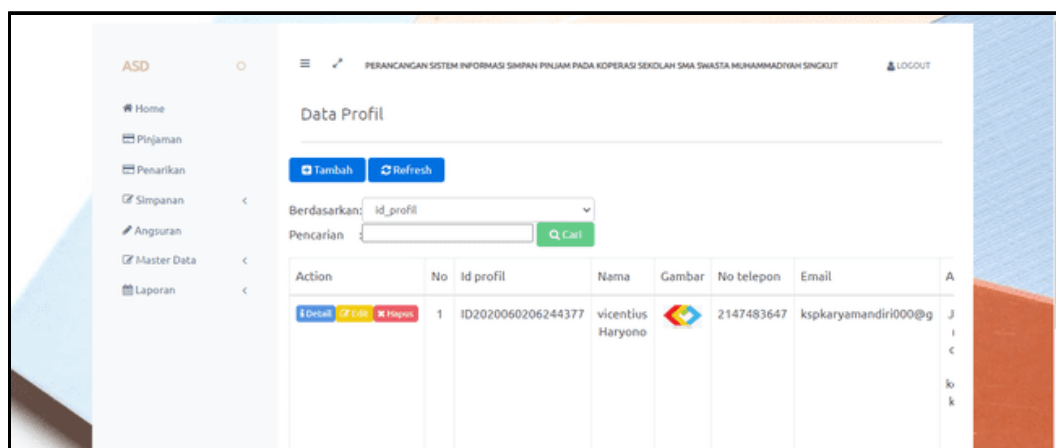 ASD
PERANCANGAN SISTEM INFORMASI SIMPAN PINJAM PADA KOPERASI SEKOLAH SMA SWASTA MUHAMMADIYAH SINGKUT
LOGOUT
Home
Pinjaman
Penarikan
Simpanan
Angsuran
Master Data
Laporan
Data Profil
Tambah Refresh
Berdasarkan: id_profil
Pencarian :
Cari
Action No Id profil Nama Gambar No telepon Email A
Detail Edit Hapus 1 ID2020060206244377 vicentius 2147483647 kspkaryamandiri000@g
Haryono